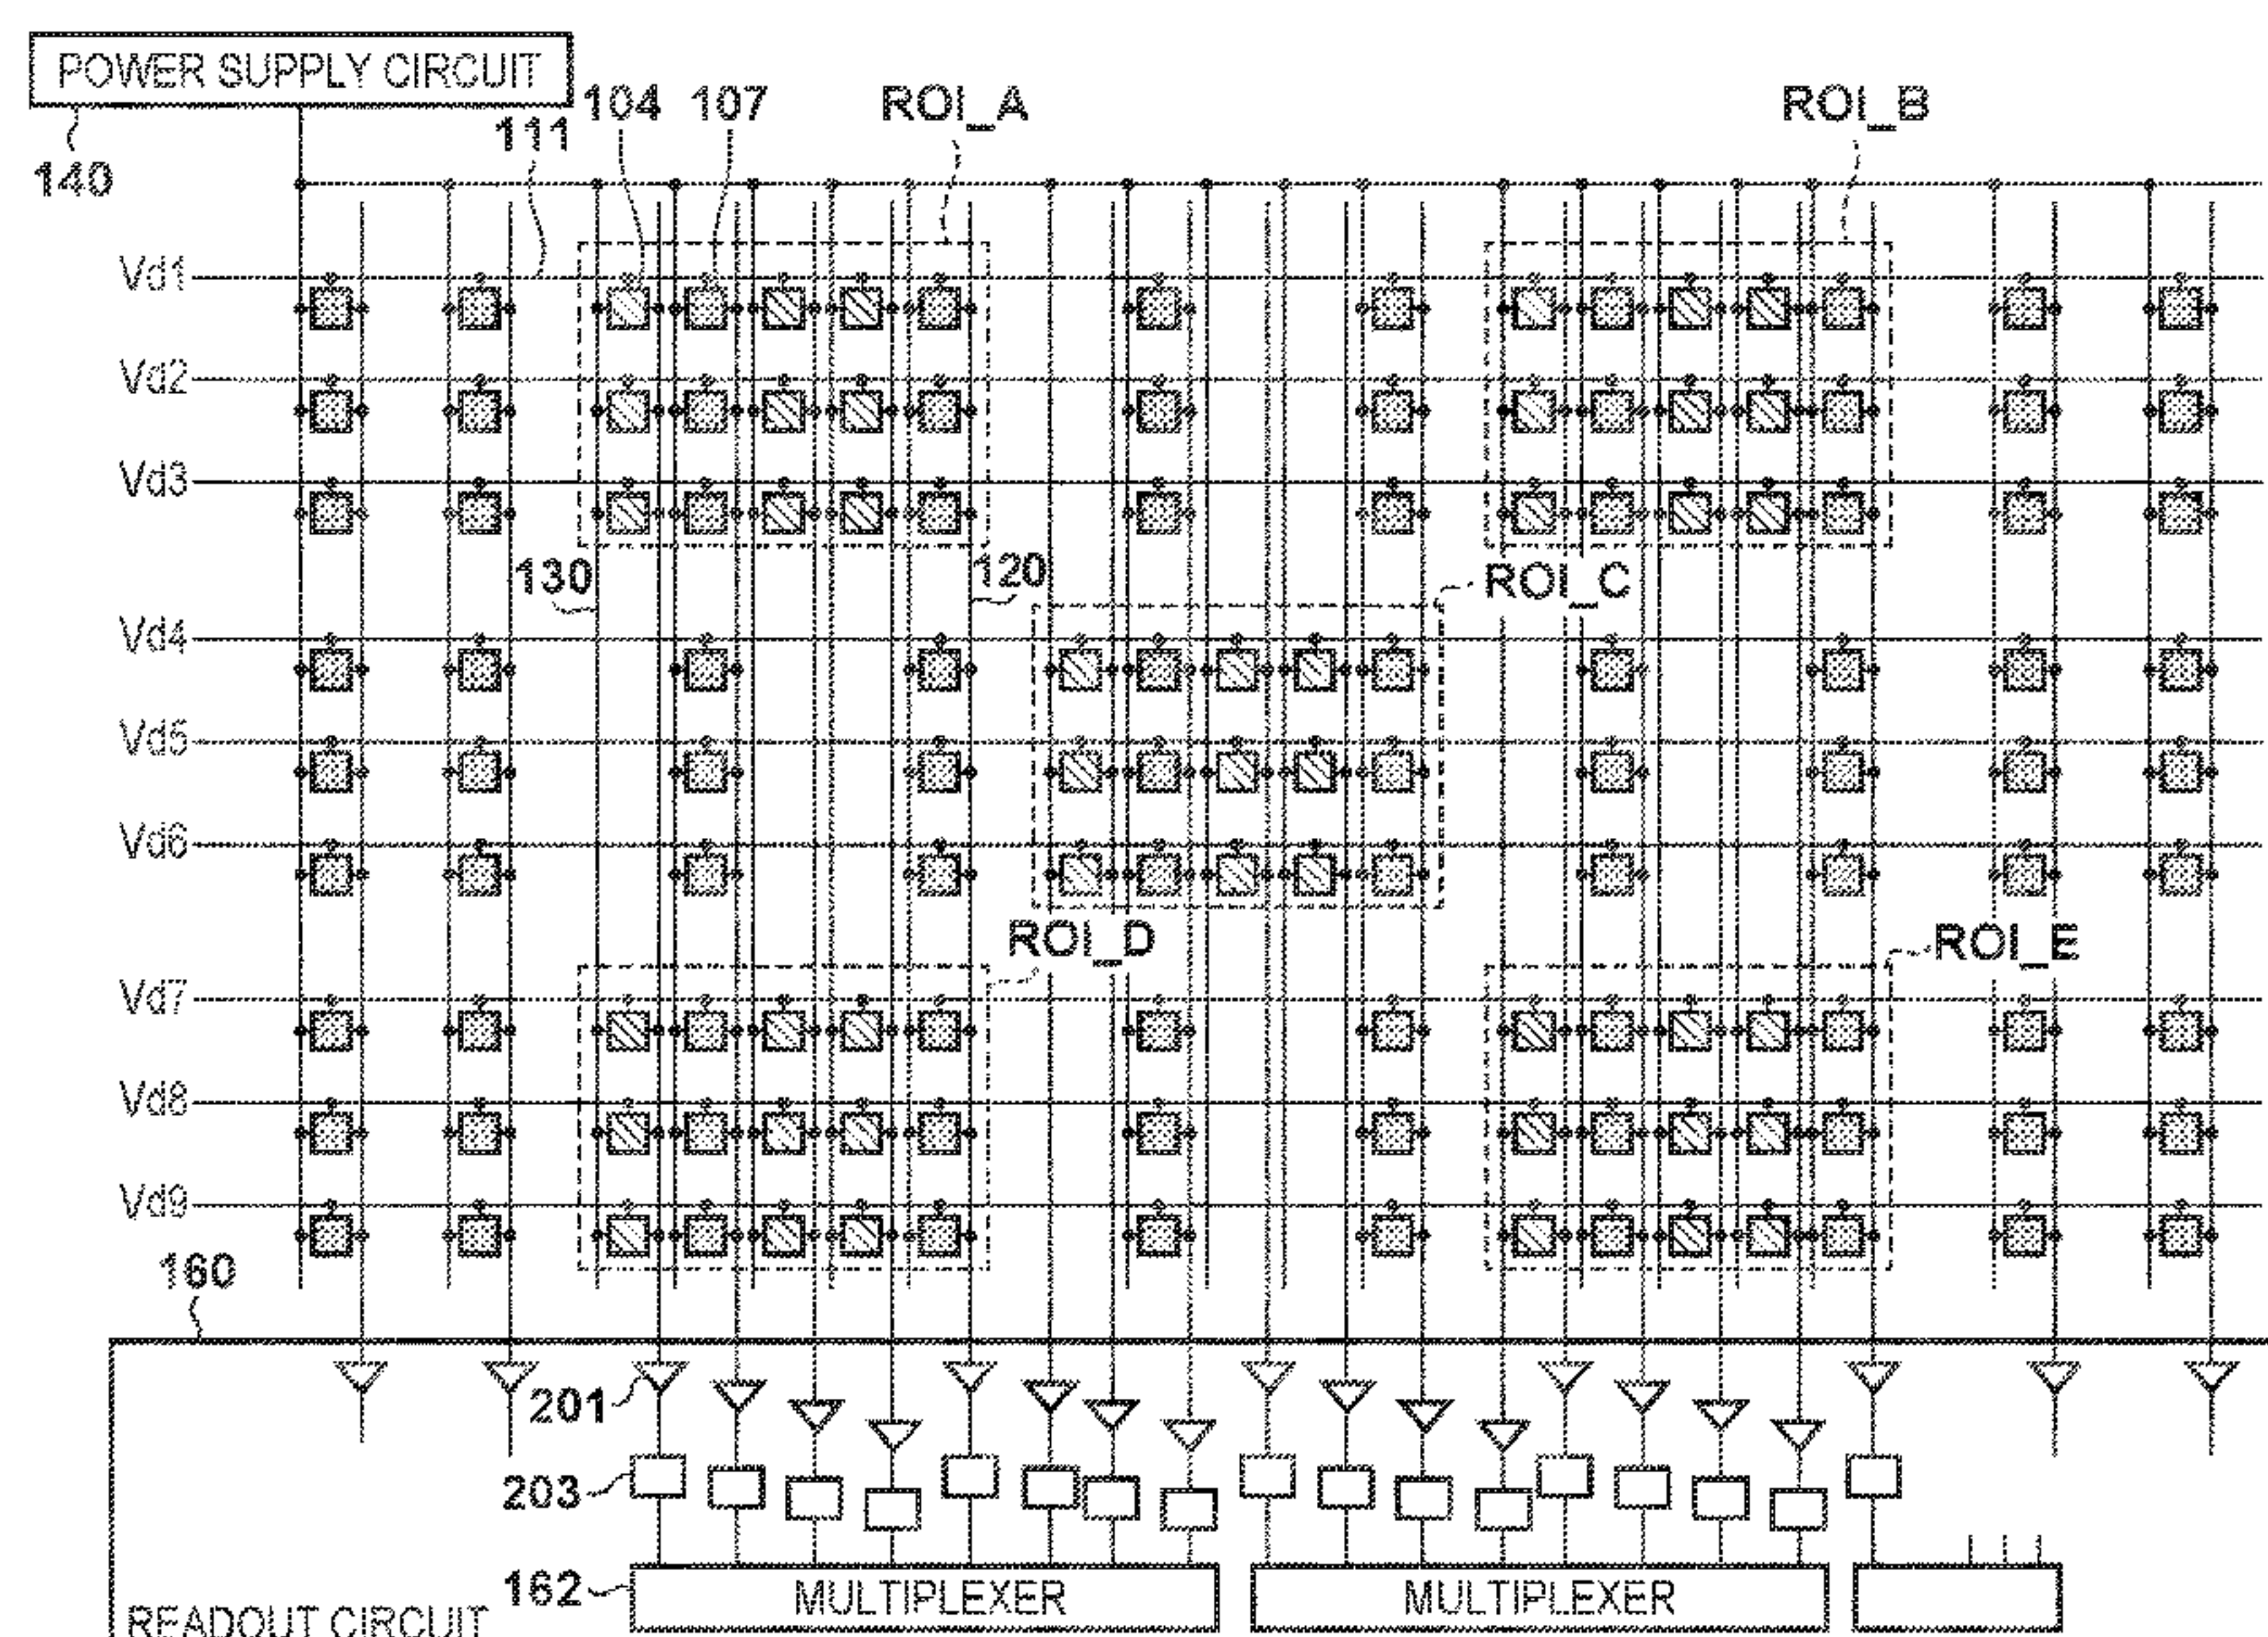 POWER SUPPLY CIRCUIT
140
111
104
107
ROI_A
ROI_B
Vd1
Vd2
Vd3
130
120
ROI_C
Vd4
Vd5
Vd6
ROI_D
ROI_E
Vd7
Vd8
Vd9
160
201
203
162
MULTIPLEXER
MULTIPLEXER
READOUT CIRCUIT